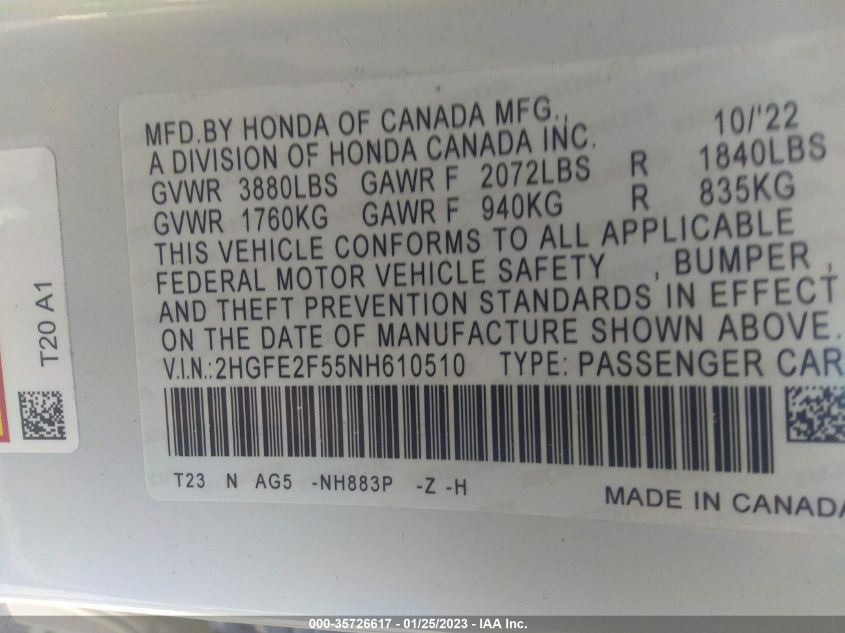 MFD.BY HONDA OF CANADA MFG., 10/'22
A DIVISION OF HONDA CANADA INC.
GVWR 3880LBS GAWR F 2072LBS R 1840LBS
GVWR 1760KG GAWR F 940KG R 835KG
THIS VEHICLE CONFORMS TO ALL APPLICABLE
FEDERAL MOTOR VEHICLE SAFETY , BUMPER ,
AND THEFT PREVENTION STANDARDS IN EFFECT
ON THE DATE OF MANUFACTURE SHOWN ABOVE.
V.I.N.:2HGFE2F55NH610510 TYPE: PASSENGER CAR
T23 N AG5 -NH883P -Z -H
MADE IN CANADA
T20 A1
000-35726617 - 01/25/2023 - IAA Inc.